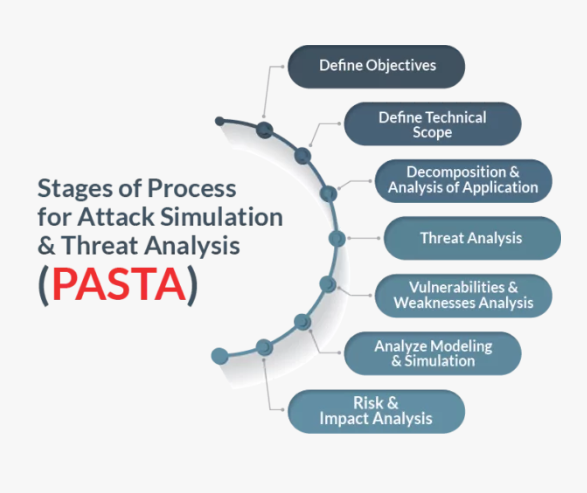 Stages of Process
for Attack Simulation
& Threat Analysis
(PASTA)
Define Objectives
Define Technical
Scope
Decomposition &
Analysis of Application
Threat Analysis
Vulnerabilities &
Weaknesses Analysis
Analyze Modeling
& Simulation
Risk &
Impact Analysis